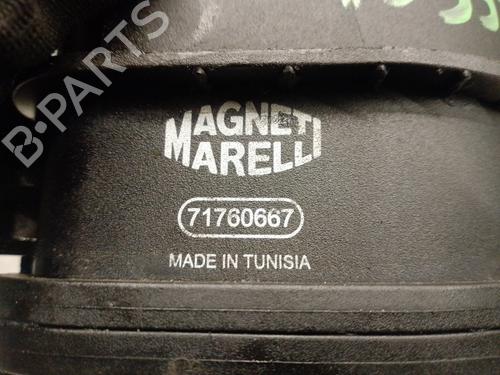 B-PARTS
MAGNETI
MARELLI
71760667
MADE IN TUNISIA